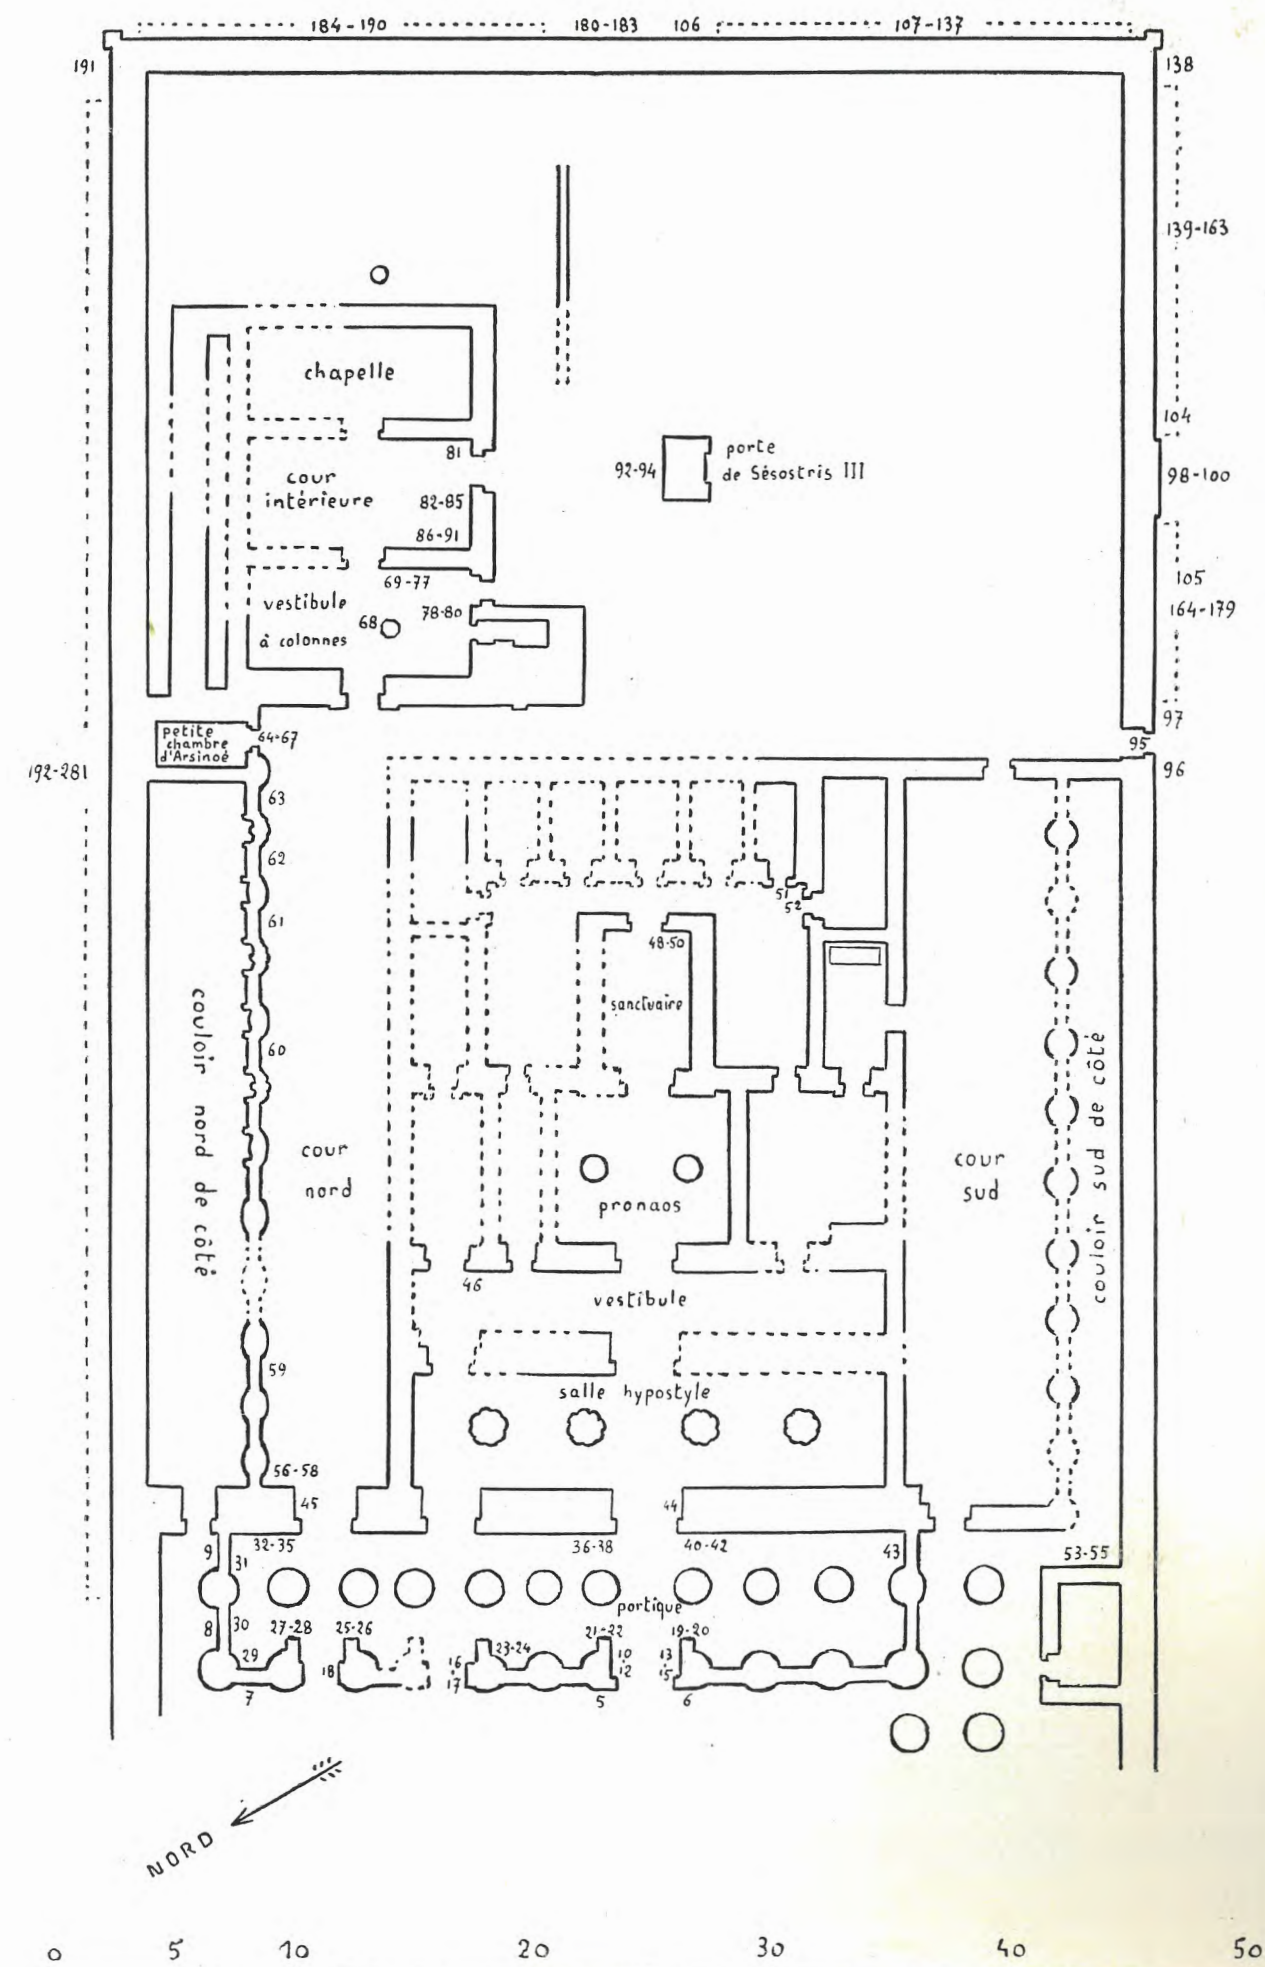 184-190 180-183 106 107-137
191
138
139-163
chapelle
104
81
porte
92-94
de Sésostris III
98-100
cour
intérieure
82-85
86-91
69-77
105
vestibule
78-80
164-179
68
à colonnes
97
petite
chambre
d'Arsinoé
64-67
95
192-281
96
63
62
51
52
61
48-50
sanctuaire
couloir nord de côté
60
couloir sud de côté
cour
nord
cour
sud
pronaos
46
vestibule
59
salle hypostyle
56-58
45
44
9
31
32-35
36-38
40-42
43
53-55
portique
8
30
27-28
25-26
21-22
19-20
29
23-24
18
16
17
10
12
13
15
7
5
6
NORD
0 5 10 20 30 40 50